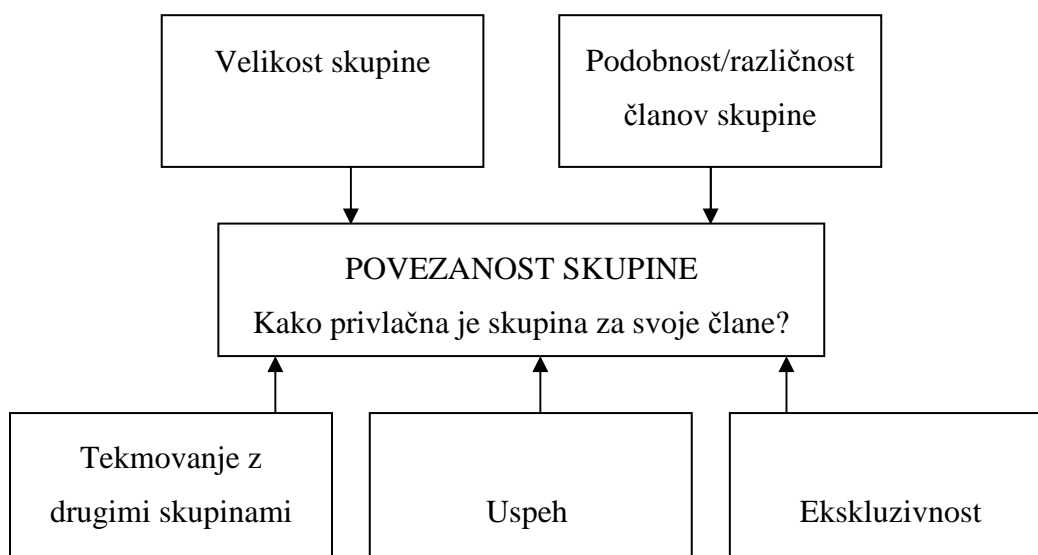 Velikost skupine
Podobnost/različnost
članov skupine
POVEZANOST SKUPINE
Kako privlačna je skupina za svoje člane?
Tekmovanje z
drugimi skupinami
Uspeh
Ekskluzivnost